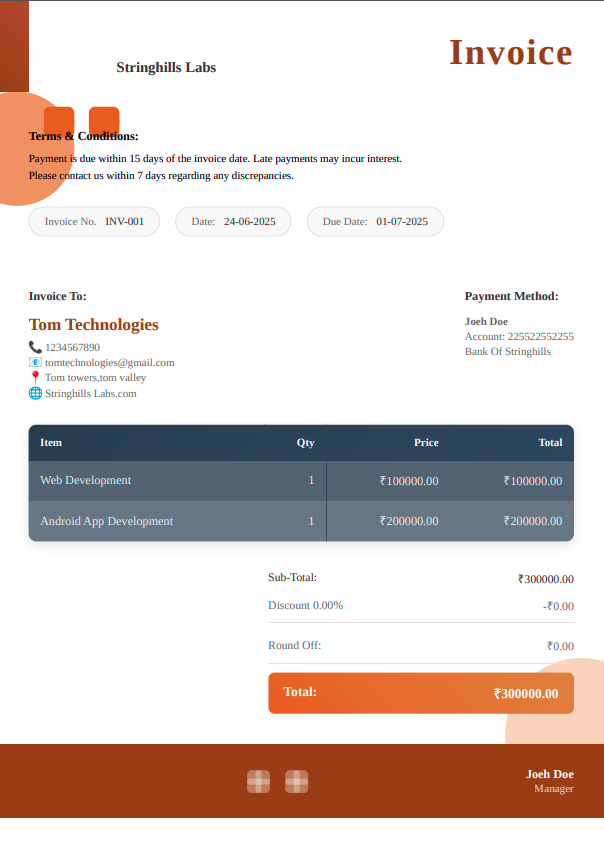 Invoice
Stringhills Labs
Terms & Conditions:
Payment is due within 15 days of the invoice date. Late payments may incur interest.
Please contact us within 7 days regarding any discrepancies.
Invoice No. INV-001 Date: 24-06-2025 Due Date: 01-07-2025
Invoice To:
Tom Technologies
1234567890
tomtechnologies@gmail.com
Tom towers,tom valley
Stringhills Labs.com
Payment Method:
Joeh Doe
Account: 225522552255
Bank Of Stringhills
Item Qty Price Total
Web Development 1 ₹100000.00 ₹100000.00
Android App Development 1 ₹200000.00 ₹200000.00
Sub-Total: ₹300000.00
Discount 0.00% -₹0.00
Round Off: ₹0.00
Total: ₹300000.00
Joeh Doe
Manager